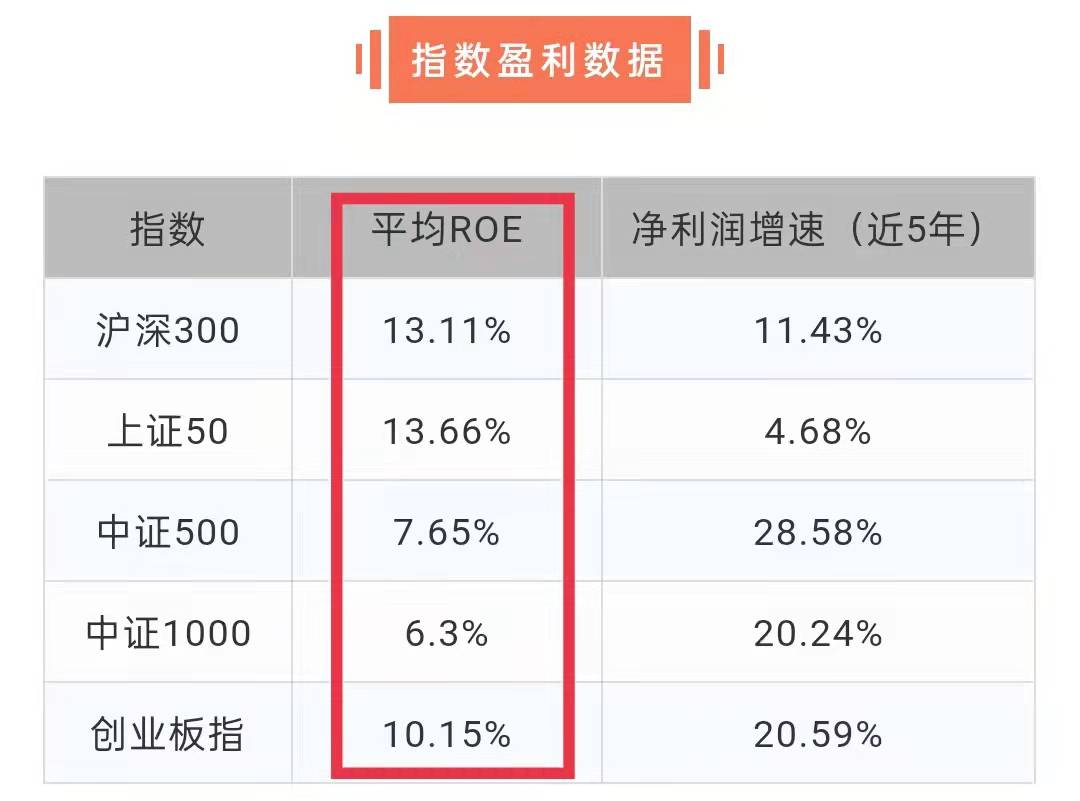 指数盈利数据
指数 平均ROE 净利润增速（近5年）
沪深300 13.11% 11.43%
上证50 13.66% 4.68%
中证500 7.65% 28.58%
中证1000 6.3% 20.24%
创业板指 10.15% 20.59%